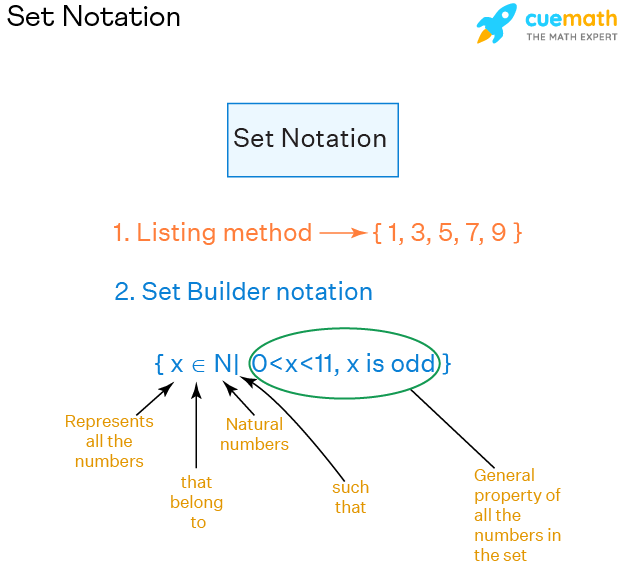 Set Notation
cuemath
THE MATH EXPERT
Set Notation
1. Listing method { 1, 3, 5, 7, 9 }
2. Set Builder notation
{ x ∈ N| 0<x<11, x is odd }
Represents
all the
numbers
Natural
numbers
that
belong
to
such
that
General
property of
all the
numbers in
the set